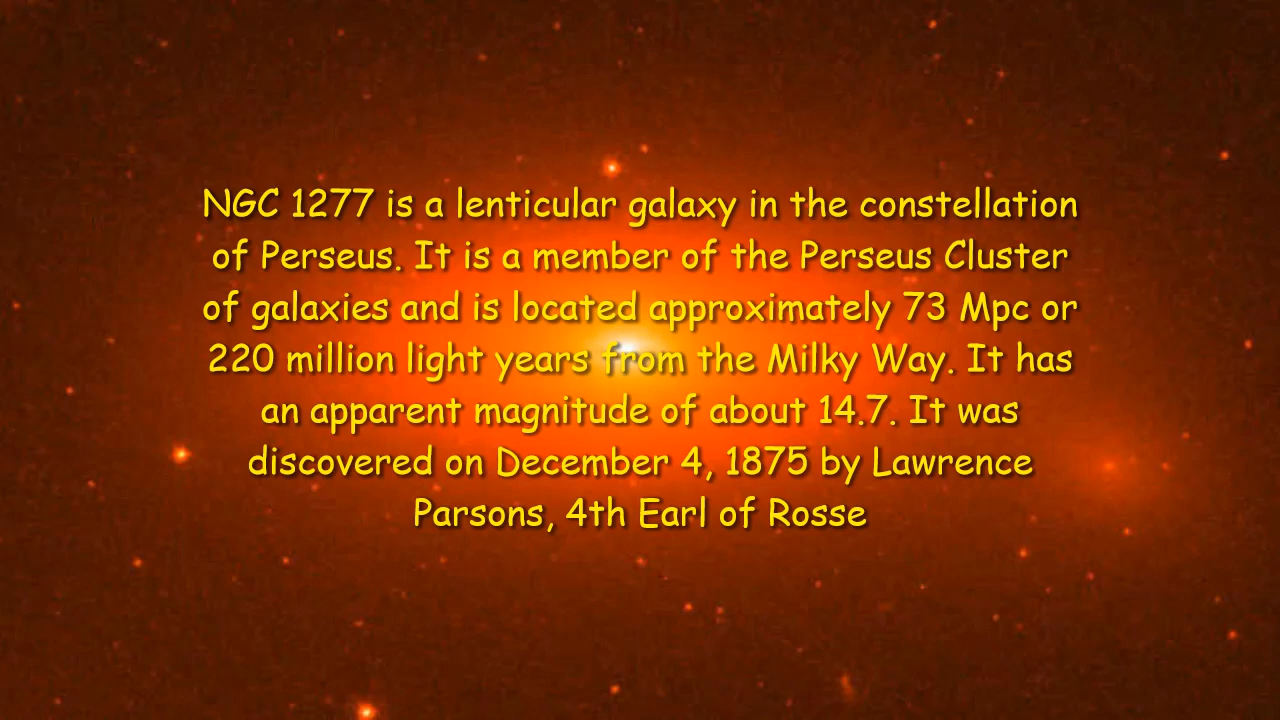 NGC 1277 is a lenticular galaxy in the constellation
of Perseus. It is a member of the Perseus Cluster
of galaxies and is located approximately 73 Mpc or
220 million light years from the Milky Way. It has
an apparent magnitude of about 14.7. It was
discovered on December 4, 1875 by Lawrence
Parsons, 4th Earl of Rosse